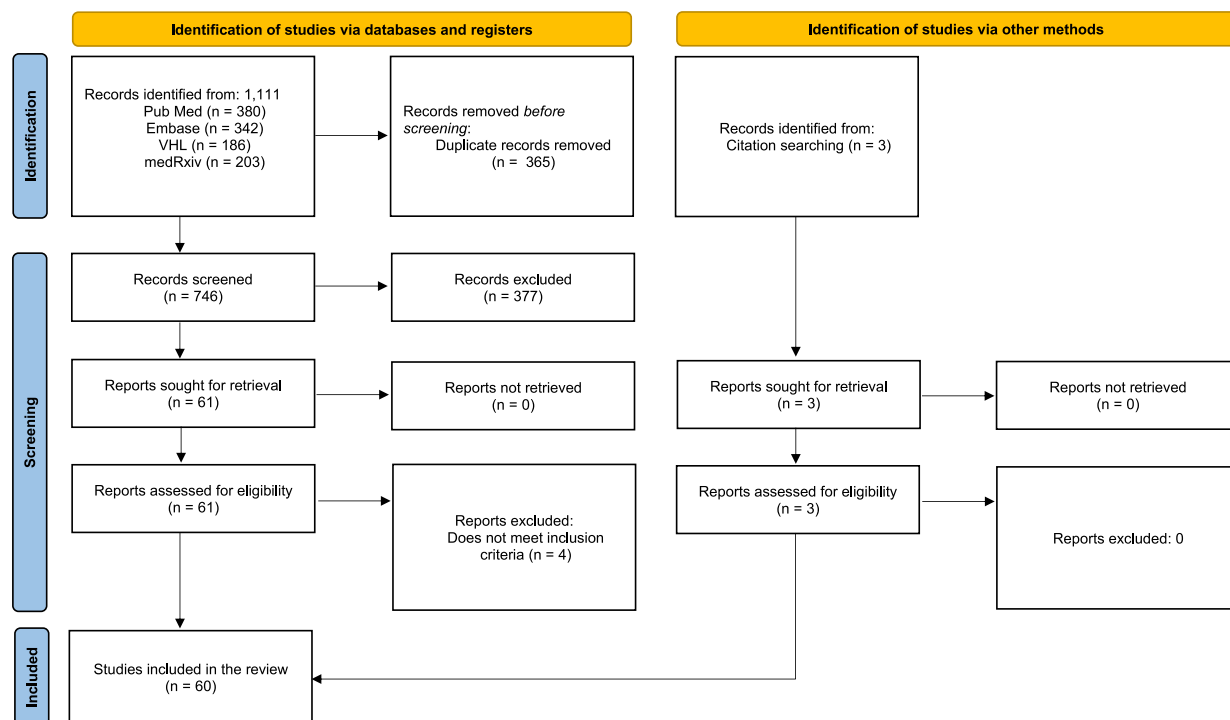 Identification of studies via databases and registers
Identification of studies via other methods
Identification
Records identified from: 1,111
Pub Med (n = 380)
Embase (n = 342)
VHL (n = 186)
medRxiv (n = 203)
Records removed before
screening:
Duplicate records removed
(n = 365)
Records identified from:
Citation searching (n = 3)
Screening
Records screened
(n = 746)
Records excluded
(n = 377)
Reports sought for retrieval
(n = 61)
Reports not retrieved
(n = 0)
Reports sought for retrieval
(n = 3)
Reports not retrieved
(n = 0)
Reports assessed for eligibility
(n = 61)
Reports excluded:
Does not meet inclusion
criteria (n = 4)
Reports assessed for eligibility
(n = 3)
Reports excluded: 0
Included
Studies included in the review
(n = 60)